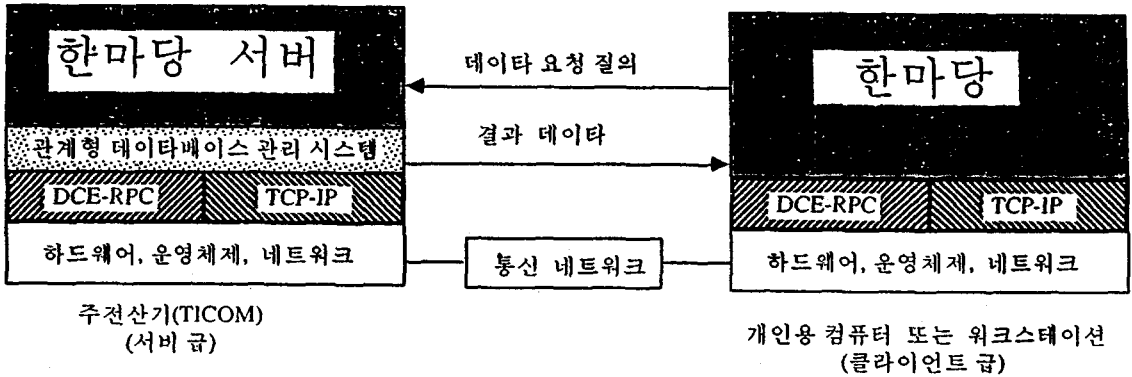 한마당 서버
관계형 데이타베이스 관리 시스템
DCE-RPC TCP-IP
하드웨어, 운영체제, 네트워크
주전산기(TICOM)
(서버 급)
데이타 요청 질의
결과 데이타
통신 네트워크
한마당
DCE-RPC TCP-IP
하드웨어, 운영체제, 네트워크
개인용 컴퓨터 또는 워크스테이션
(클라이언트 급)